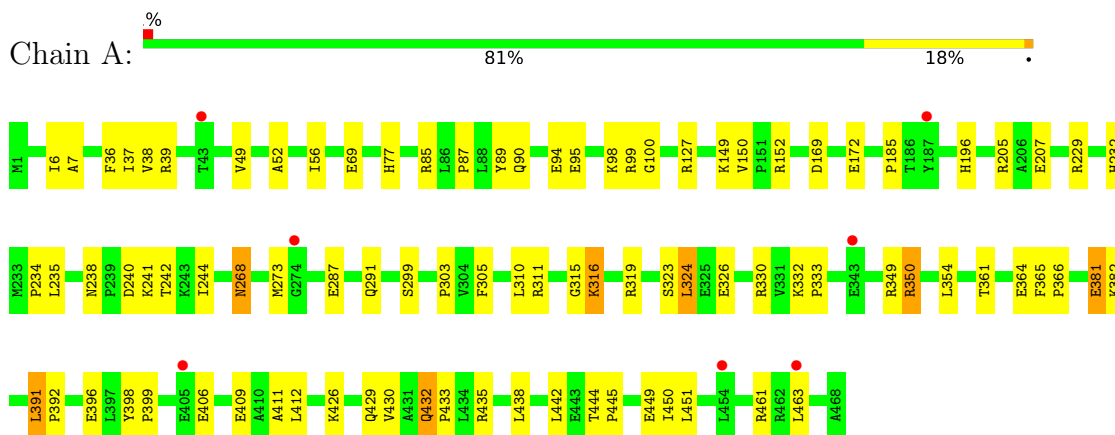 .%
Chain A:
81%
18%
.
M1 I6 A7 F36 I37 V38 R39 T43 V49 A52 I56 E69 H77 R85 L86 P87 L88 Y89 Q90 E94 E95 K98 R99 G100 R127 K149 V150 P151 R152 D169 E172 P185 T186 Y187 H196 R205 A206 E207 R229
M233 P234 L235 N238 P239 D240 K241 T242 K243 I244 N268 M273 G274 E287 Q291 S299 P303 V304 F305 L310 R311 G315 K316 R319 S323 L324 E325 E326 R330 V331 K332 P333 E343 R349 R350 L354 T361 E364 F365 P366 E381 K382
L391 P392 E396 L397 Y398 P399 E405 E406 E409 A410 A411 L412 K426 Q429 V430 A431 Q432 P433 L434 R435 L438 L442 E443 T444 P445 E449 I450 L451 L454 R461 R462 L463 A468